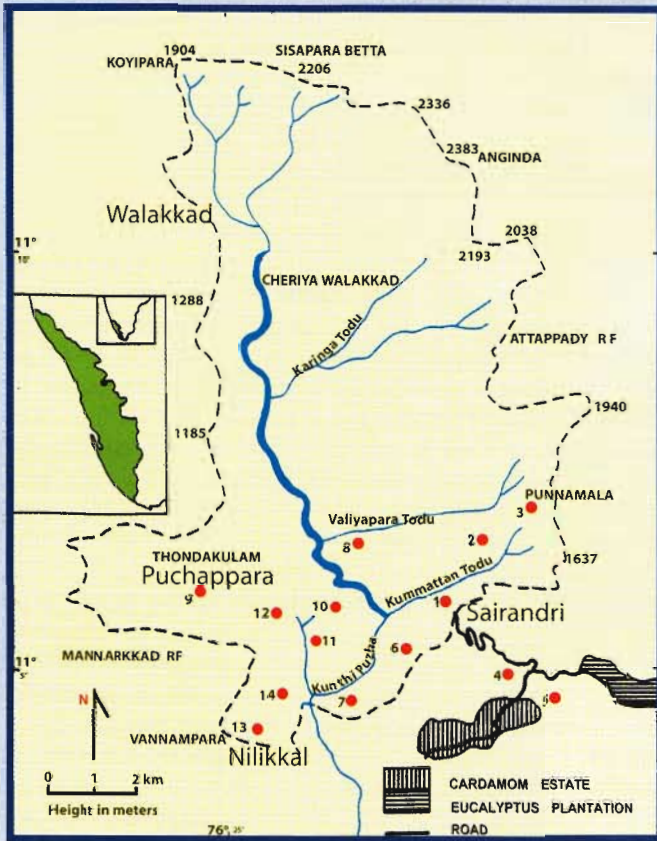 1904
SISAPARA BETTA
KOYIPARA
2206
2336
2383
ANGINDA
Walakkad
2038
11°
10'
2193
CHERIYA WALAKKAD
1288
Karinga Todu
ATTAPPADY R F
1940
1185
PUNNAMALA
3
Valiyapara Todu
2
8
THONDAKULAM
1637
Puchappara
Kummattan Todu
9
10
1
Sairandri
12
11
MANNARKKAD RF
6
11°
5'
Kunthi Puzha
4
N
14
7
5
13
VANNAMPARA
Nilikkal
0 1 2 km
Height in meters
CARDAMOM ESTATE
EUCALYPTUS PLANTATION
ROAD
76° 25'